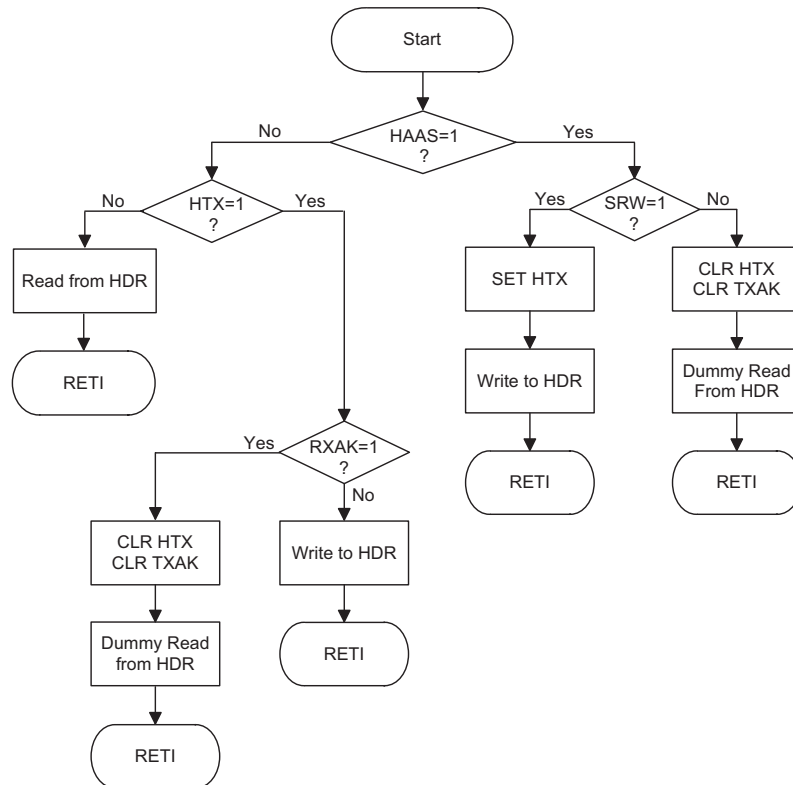 Start
No
HAAS=1
?
Yes
No
HTX=1
?
Yes
Yes
SRW=1
?
No
Read from HDR
SET HTX
CLR HTX
CLR TXAK
RETI
Write to HDR
Dummy Read
From HDR
Yes
RXAK=1
?
No
RETI
RETI
CLR HTX
CLR TXAK
Write to HDR
Dummy Read
from HDR
RETI
RETI